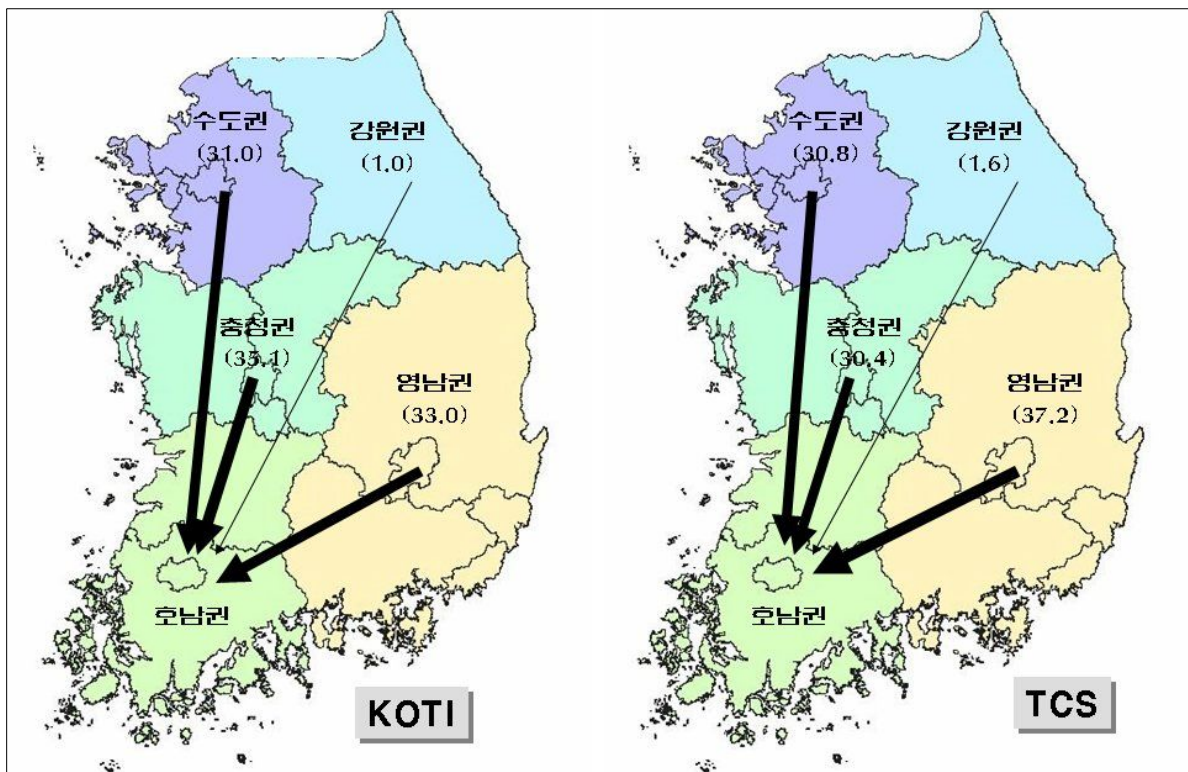 수도권
(31.0)
강원권
(1.0)
충청권
(35.1)
영남권
(33.0)
호남권
KOTI
수도권
(30.8)
강원권
(1.6)
충청권
(30.4)
영남권
(37.2)
호남권
TCS